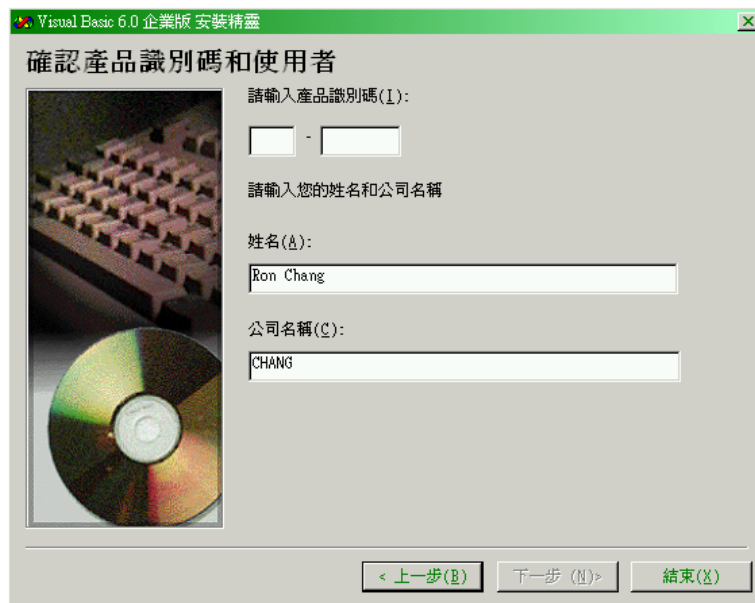 Visual Basic 6.0 企業版 安裝精靈
確認產品識別碼和使用者
請輸入產品識別碼(I):
-
請輸入您的姓名和公司名稱
姓名(A):
Ron Chang
公司名稱(C):
CHANG
< 上一步(B) 下一步 (N)> 結束(X)